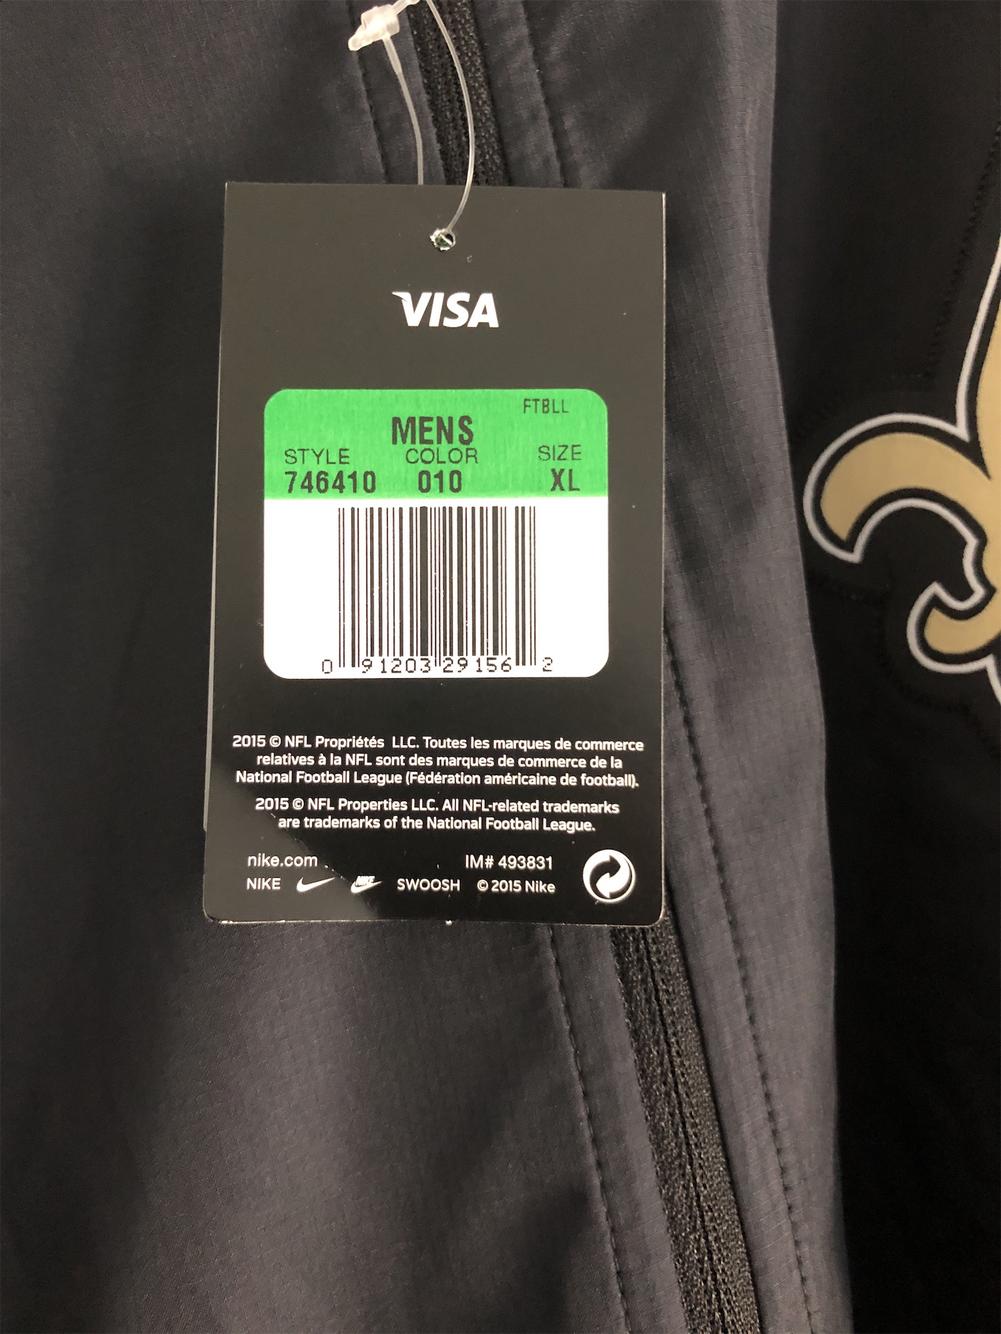 VISA
FTBLL
MENS
STYLE COLOR SIZE
746410 010 XL
0 91203 29156 2
2015 © NFL Propriétés LLC. Toutes les marques de commerce
relatives à la NFL sont des marques de commerce de la
National Football League (Fédération américaine de football).
2015 © NFL Properties LLC. All NFL-related trademarks
are trademarks of the National Football League.
nike.com IM# 493831
NIKE NIKE SWOOSH © 2015 Nike